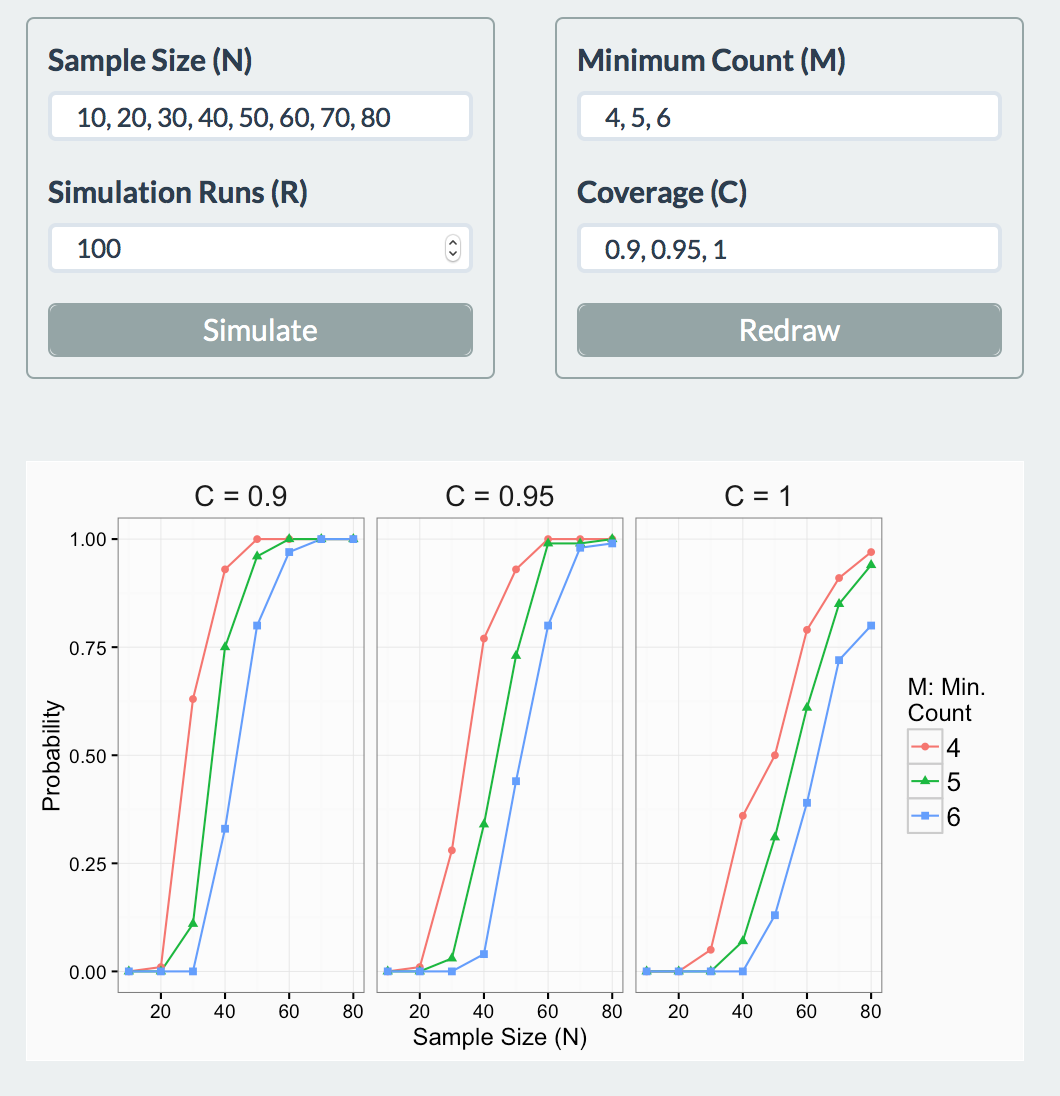 Sample Size (N)
10, 20, 30, 40, 50, 60, 70, 80
Simulation Runs (R)
100
Simulate
Minimum Count (M)
4, 5, 6
Coverage (C)
0.9, 0.95, 1
Redraw
C = 0.9
C = 0.95
C = 1
Probability
1.00
0.75
0.50
0.25
0.00
20 40 60 80
20 40 60 80
20 40 60 80
Sample Size (N)
M: Min.
Count
4
5
6